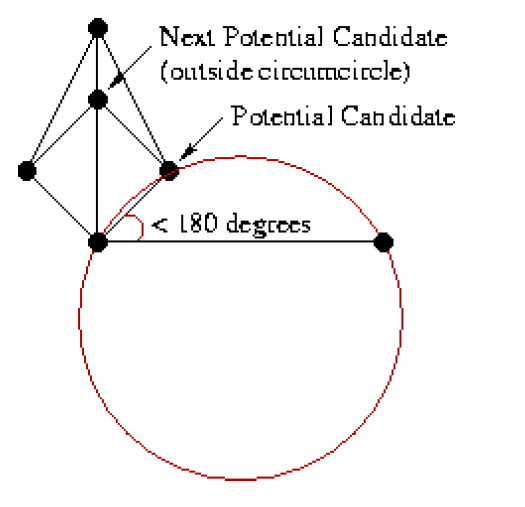 Next Potential Candidate
(outside circumcircle)
Potential Candidate
< 180 degrees